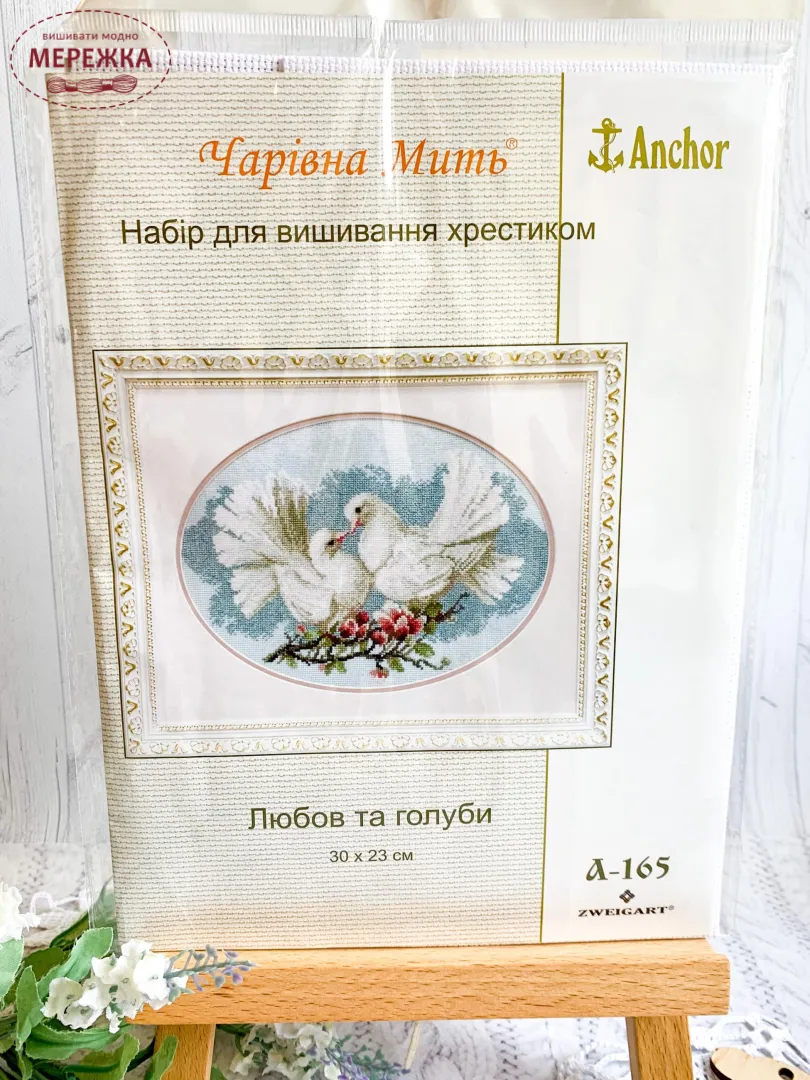 вишивати модно
МЕРЕЖКА
Чарівна Мить®
Anchor
Набір для вишивання хрестиком
Любов та голуби
30 х 23 см
А-165
ZWEIGART®